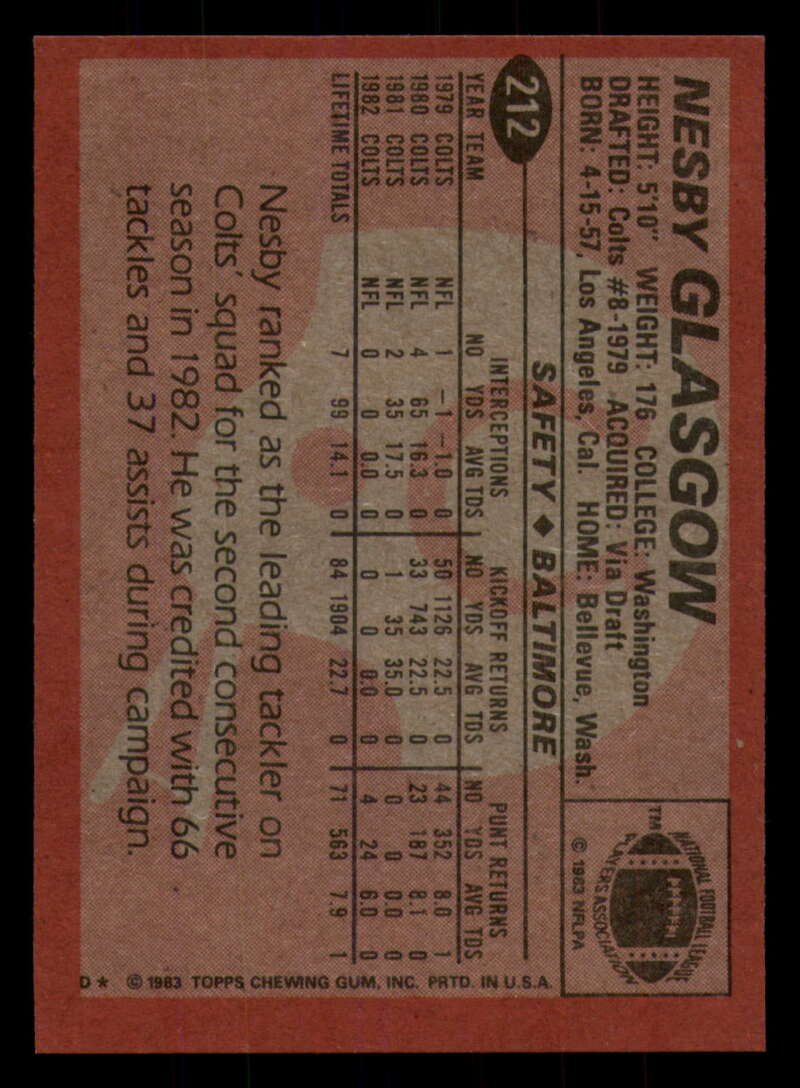 NESBY GLASGOW
HEIGHT: 5'10" WEIGHT: 176 COLLEGE: Washington
DRAFTED: Colts #8-1979 ACQUIRED: Via Draft
BORN: 4-15-57, Los Angeles, Cal. HOME: Bellevue, Wash.
NATIONAL FOOTBALL LEAGUE
PLAYERS ASSOCIATION
TM
© 1983 NFLPA
212
SAFETY ◆ BALTIMORE
INTERCEPTIONS KICKOFF RETURNS PUNT RETURNS
YEAR TEAM NO YDS AVG TDS NO YDS AVG TDS NO YDS AVG TDS
1979 COLTS NFL 1 –1 –1.0 0 50 1126 22.5 0 44 352 8.0 1
1980 COLTS NFL 4 65 16.3 0 33 743 22.5 0 23 187 8.1 0
1981 COLTS NFL 2 35 17.5 0 1 35 35.0 0 0 0 0.0 0
1982 COLTS NFL 0 0 0.0 0 0 0 0.0 0 4 24 6.0 0
LIFETIME TOTALS 7 99 14.1 0 84 1904 22.7 0 71 563 7.9 1
Nesby ranked as the leading tackler on
Colts' squad for the second consecutive
season in 1982. He was credited with 66
tackles and 37 assists during campaign.
D * © 1983 TOPPS CHEWING GUM, INC. PRTD. IN U.S.A.